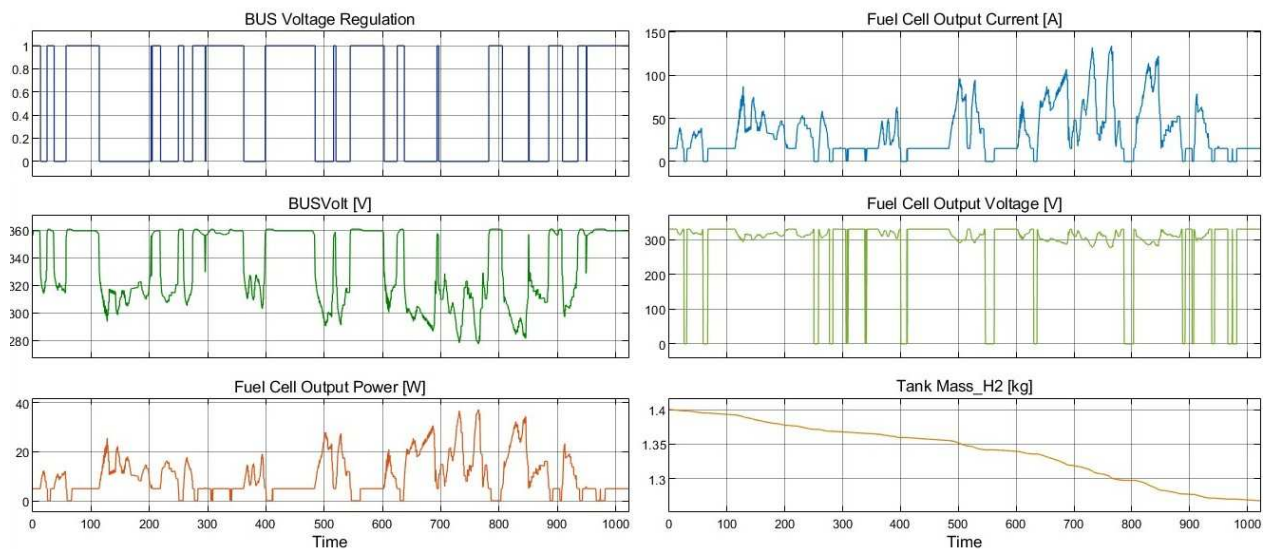 BUS Voltage Regulation
1
0.8
0.6
0.4
0.2
0
Fuel Cell Output Current [A]
150
100
50
0
BUSVolt [V]
360
340
320
300
280
Fuel Cell Output Voltage [V]
300
200
100
0
Fuel Cell Output Power [W]
40
20
0
0 100 200 300 400 500 600 700 800 900 1000
Time
Tank Mass_H2 [kg]
1.4
1.35
1.3
0 100 200 300 400 500 600 700 800 900 1000
Time